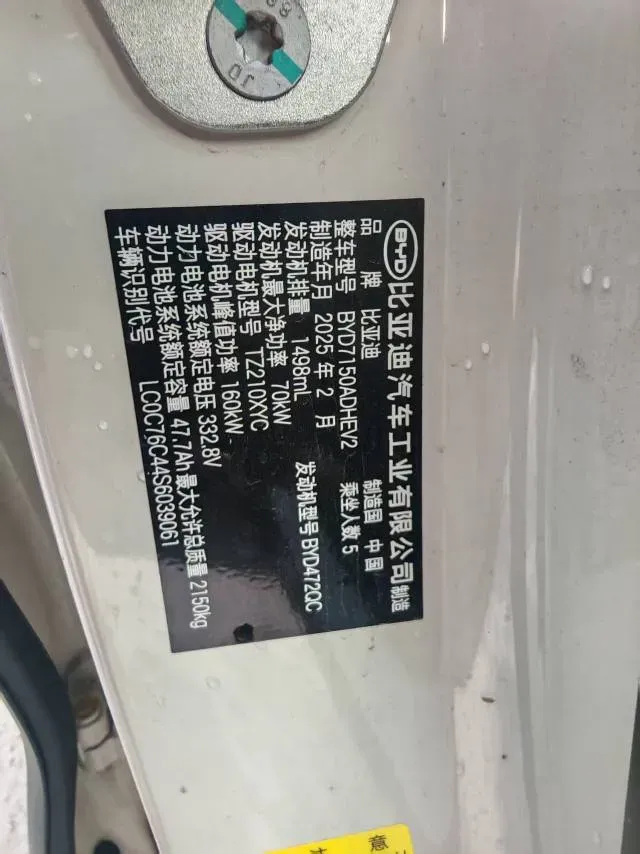 88
JD
BYD 比亚迪汽车工业有限公司 制造
品 牌 比亚迪 制造国 中国
整车型号 BYD7150ADHEV2 乘坐人数 5
制造年月 2025 年 2 月
发动机排量 1498mL 发动机型号 BYD472QC
发动机最大净功率 70kW
驱动电机型号 TZ210XYC
驱动电机峰值功率 160kW
动力电池系统额定电压 332.8V
动力电池系统额定容量 47.7Ah 最大允许总质量 2150kg
车辆识别代号 LC0C76C44S6039061
意